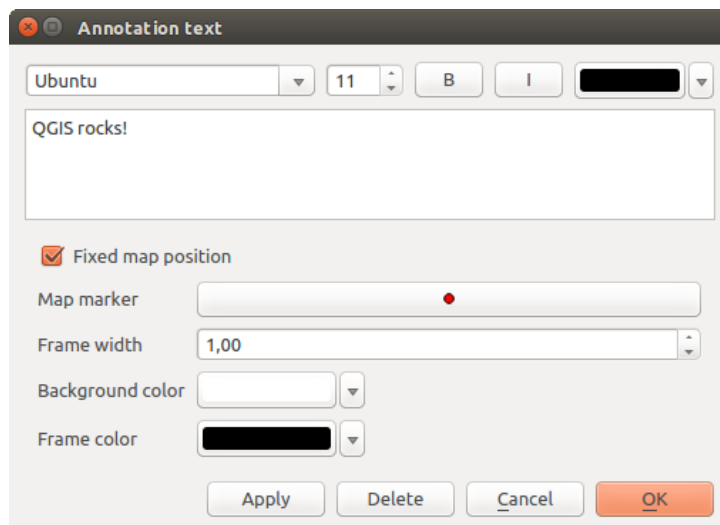 Annotation text
Ubuntu 11 B I
QGIS rocks!
Fixed map position
Map marker
Frame width 1,00
Background color
Frame color
Apply Delete Cancel OK